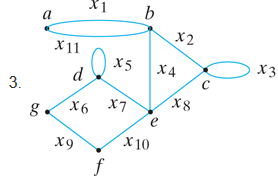 x₁
a b
x₁₁ x₂
d x₅ x₄ x₃
3. c
g x₆ x₇ x₈
e
x₉ x₁₀
f